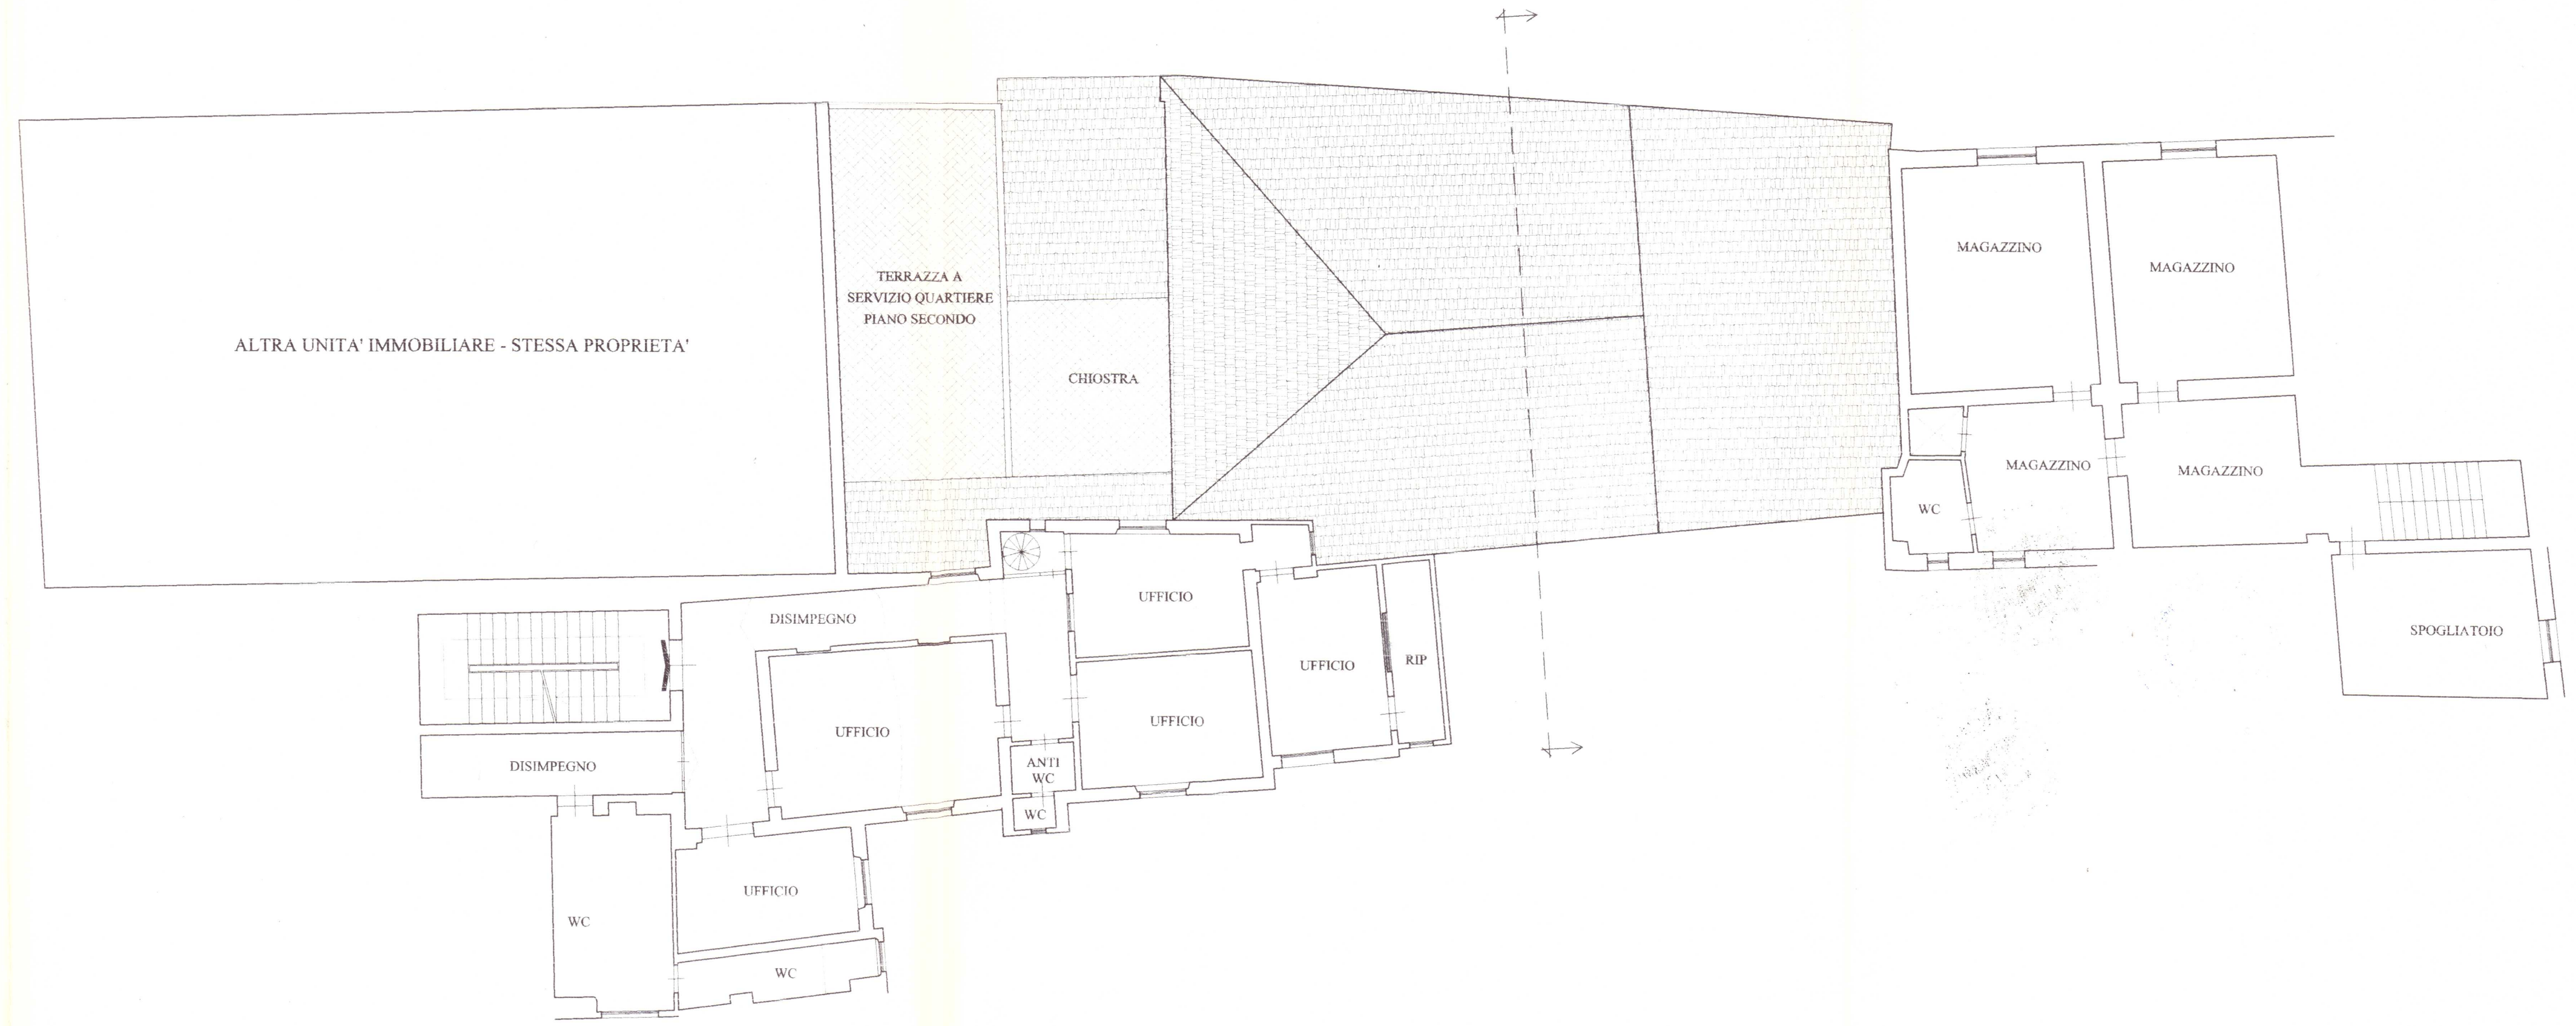 TERRAZZA A
SERVIZIO QUARTIERE
PIANO SECONDO
ALTRA UNITA' IMMOBILIARE - STESSA PROPRIETA'
CHIOSTRA
MAGAZZINO
MAGAZZINO
MAGAZZINO
MAGAZZINO
WC
SPOGLIATOIO
DISIMPEGNO
UFFICIO
UFFICIO
RIP
UFFICIO
UFFICIO
DISIMPEGNO
ANTI
WC
WC
UFFICIO
WC
WC